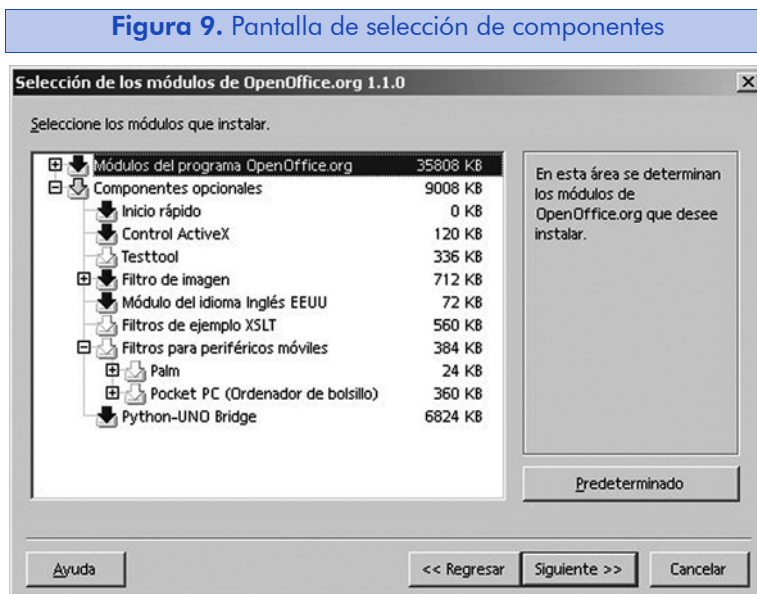 Figura 9. Pantalla de selección de componentes
Selección de los módulos de OpenOffice.org 1.1.0
Seleccione los módulos que instalar.
Módulos del programa OpenOffice.org 35808 KB
Componentes opcionales 9008 KB
Inicio rápido 0 KB
Control ActiveX 120 KB
Testtool 336 KB
Filtro de imagen 712 KB
Módulo del idioma Inglés EEUU 72 KB
Filtros de ejemplo XSLT 560 KB
Filtros para periféricos móviles 384 KB
Palm 24 KB
Pocket PC (Ordenador de bolsillo) 360 KB
Python-UNO Bridge 6824 KB
En esta área se determinan
los módulos de
OpenOffice.org que desee
instalar.
Predeterminado
Ayuda
<< Regresar
Siguiente >>
Cancelar